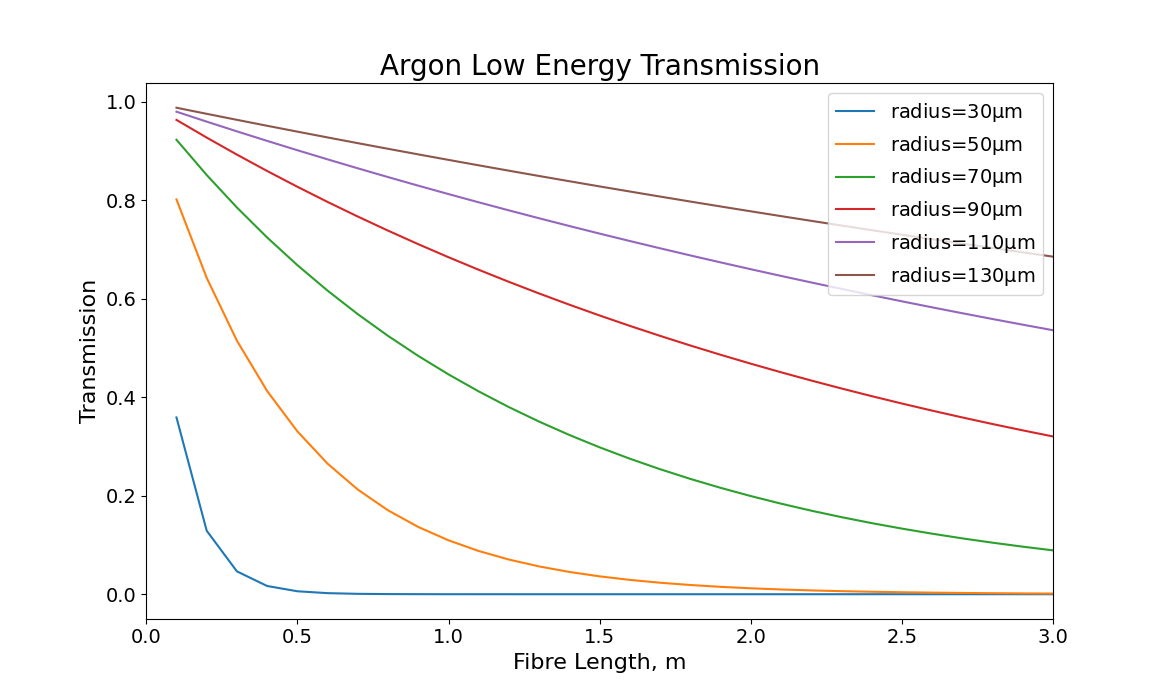 Argon Low Energy Transmission
1.0
0.8
0.6
0.4
0.2
0.0
Transmission
radius=30μm
radius=50μm
radius=70μm
radius=90μm
radius=110μm
radius=130μm
0.0 0.5 1.0 1.5 2.0 2.5 3.0
Fibre Length, m